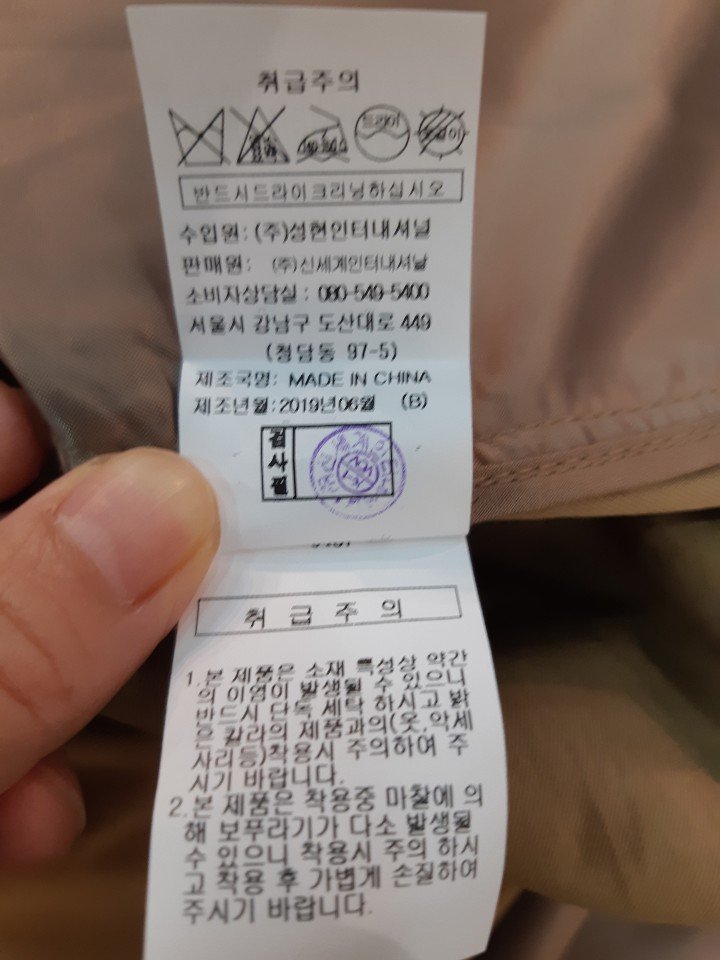 취급주의
드라이
반드시드라이크리닝하십시오
수입원: (주)성현인터내셔널
판매원: (주)신세계인터내셔날
소비자상담실 : 080-549-5400
서울시 강남구 도산대로 449
(청담동 97-5)
제조국명: MADE IN CHINA
제조년월:2019년06월 (B)
검사필
취 급 주 의
1.본 제품은 소재 특성상 약간
의 이염이 발생될 수 있으니
반드시 단독 세탁 하시고 밝
은 칼라의 제품과의(옷,악세
사리등)착용시 주의하여 주
시기 바랍니다.
2.본 제품은 착용중 마찰에 의
해 보푸라기가 다소 발생될
수 있으니 착용시 주의 하시
고 착용 후 가볍게 손질하여
주시기 바랍니다.